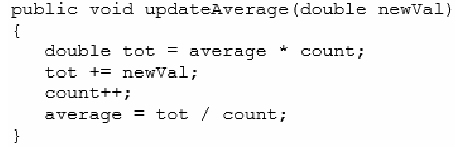 public void updateAverage(double newVal)
{
   double tot = average * count;
   tot += newVal;
   count++;
   average = tot / count;
}